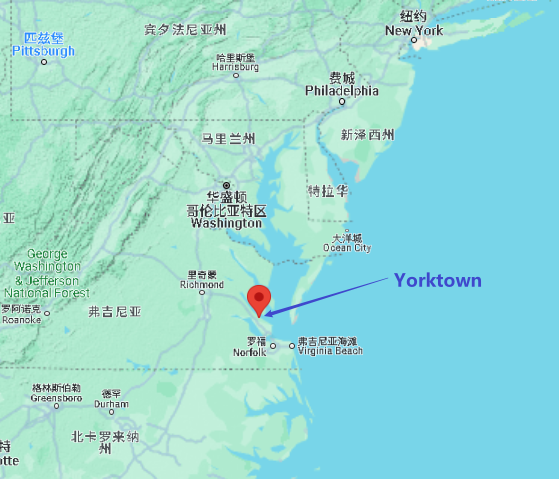 纽约
New York
宾夕法尼亚州
匹兹堡
Pittsburgh
哈里斯堡
Harrisburg
费城
Philadelphia
马里兰州
新泽西州
华盛顿
哥伦比亚特区
Washington
特拉华
大洋城
Ocean City
亚
George
Washington
& Jefferson
National Forest
里奇蒙
Richmond
Yorktown
罗阿诺克
Roanoke
弗吉尼亚
罗福
Norfolk
弗吉尼亚海滩
Virginia Beach
格林斯伯勒
Greensboro
德罕
Durham
北卡罗来纳
州
特
otte